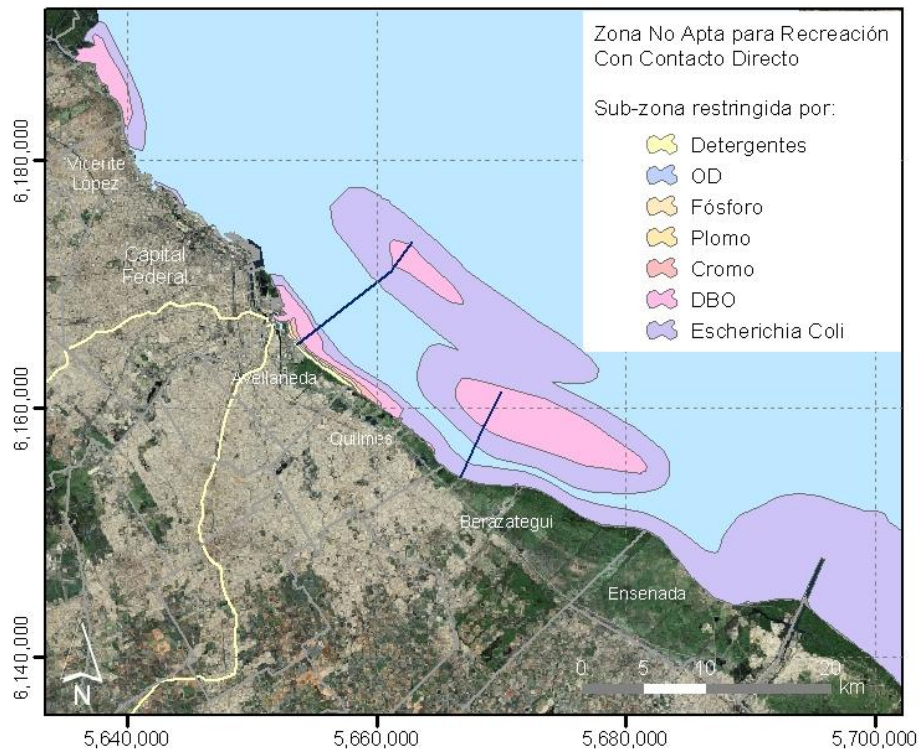 Zona No Apta para Recreación
Con Contacto Directo
Sub-zona restringida por:
Detergentes
OD
Fósforo
Plomo
Cromo
DBO
Escherichia Coli
6,180,000
6,160,000
6,140,000
Vicente
López
Capital
Federal
Avellaneda
Quilmes
Berazategui
Ensenada
0 5 10 20
km
N
5,640,000 5,660,000 5,680,000 5,700,000